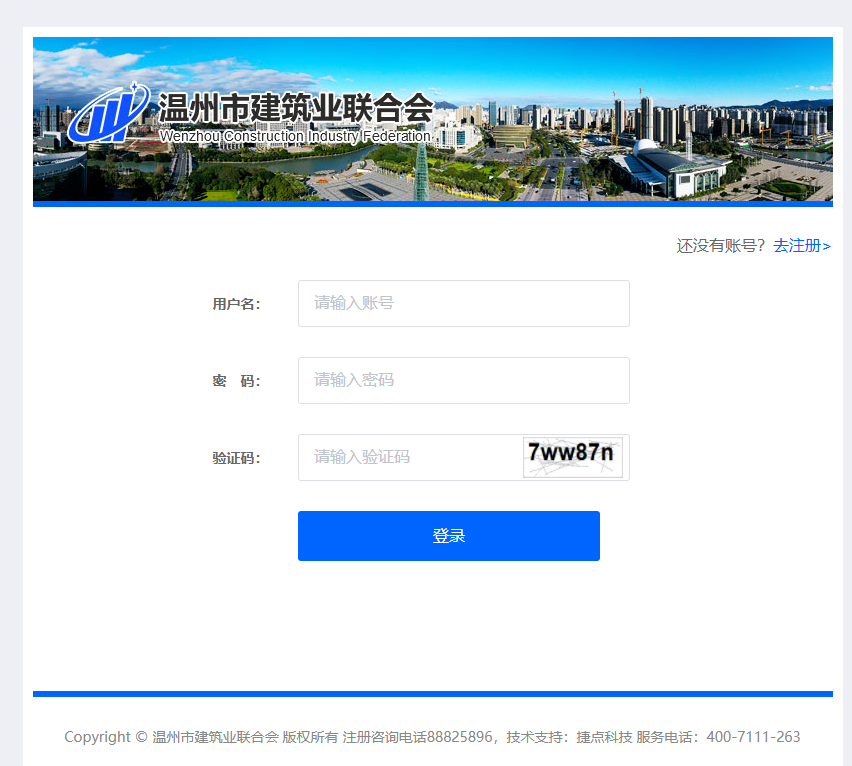 温州市建筑业联合会
Wenzhou Construction Industry Federation
还没有账号？去注册>
用户名：
请输入账号
密 码：
请输入密码
验证码：
请输入验证码
7ww87n
登录
Copyright © 温州市建筑业联合会 版权所有 注册咨询电话88825896，技术支持：捷点科技 服务电话：400-7111-263